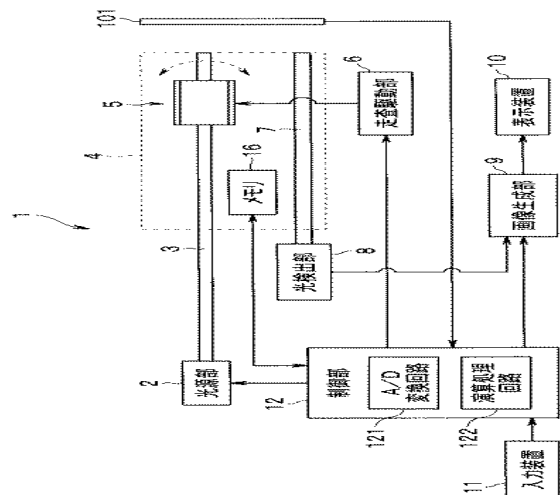 1
101
4
5
3
7
16
メモリ
8
光検出部
6
走査駆動部
10
表示装置
9
画像生成部
2
光源部
12
制御部
121
A/D
変換回路
122
演算処理
回路
11
入力装置